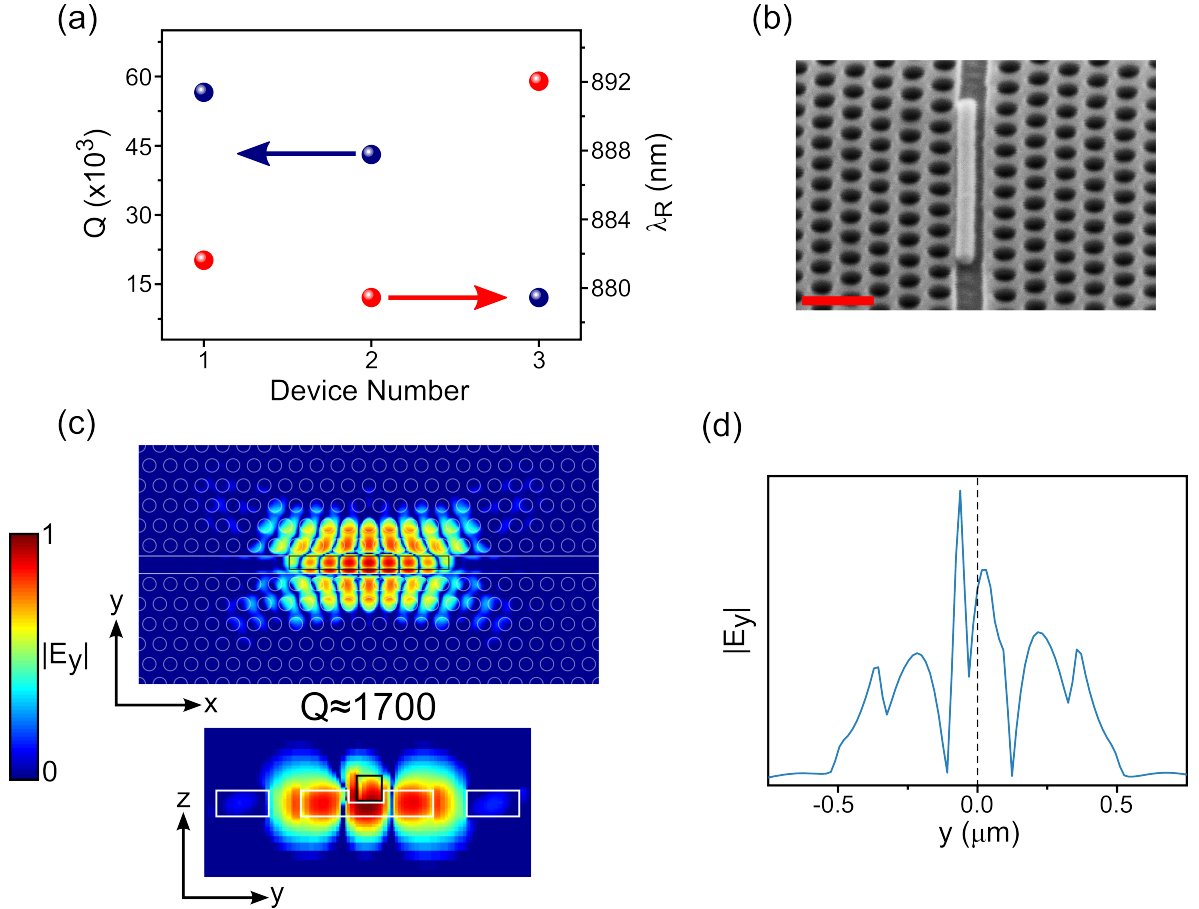 (a)
60
45
30
15
Q (x10³)
892
888
884
880
λR (nm)
1 2 3
Device Number
(b)
(c)
1
|Ey|
0
y
x
Q≈1700
z
y
(d)
|Ey|
-0.5 0.0 0.5
y (μm)